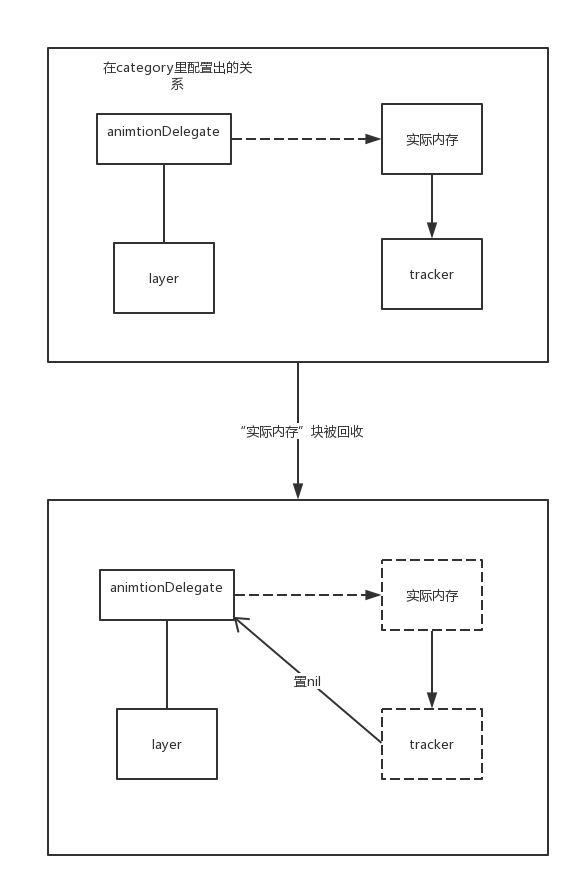 在category里配置出的关
系
animtionDelegate
实际内存
layer
tracker
“实际内存”块被回收
animtionDelegate
实际内存
置nil
layer
tracker